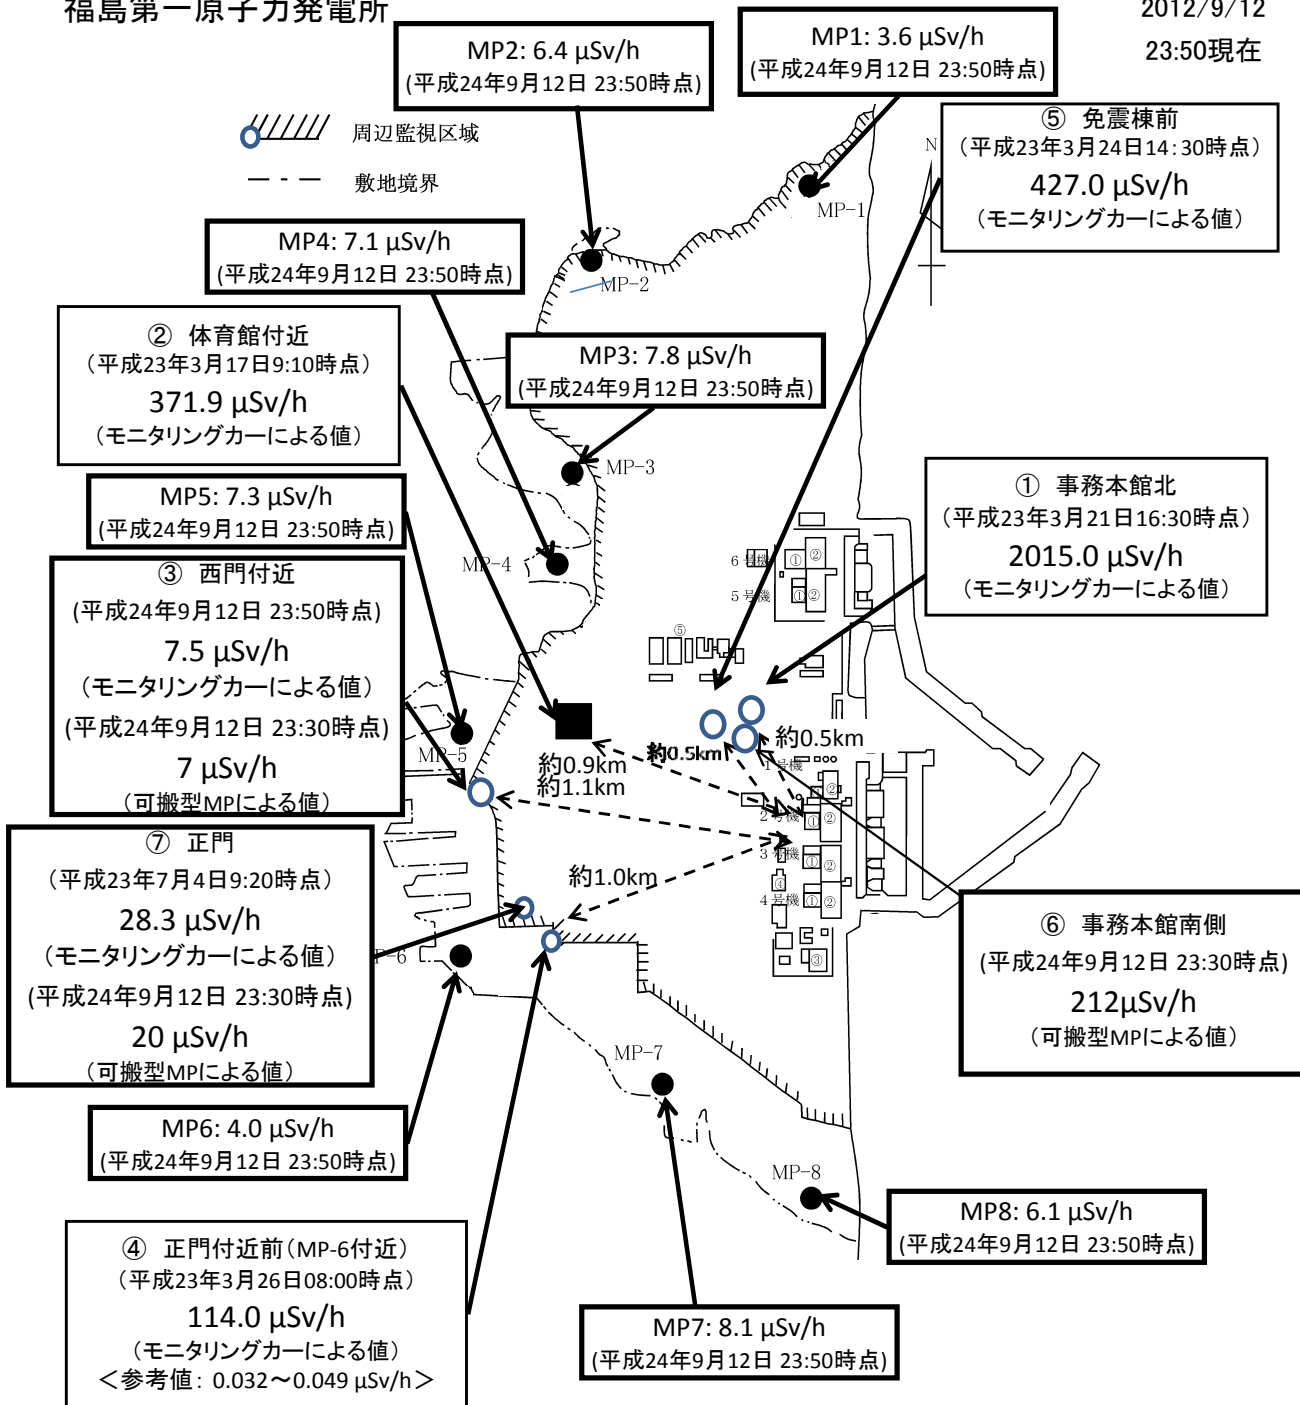 福島第一原子力発電所
2012/9/12
23:50現在
MP2: 6.4 μSv/h
(平成24年9月12日 23:50時点)
MP1: 3.6 μSv/h
(平成24年9月12日 23:50時点)
周辺監視区域
敷地境界
⑤ 免震棟前
(平成23年3月24日14:30時点)
427.0 μSv/h
(モニタリングカーによる値)
N
MP-1
MP4: 7.1 μSv/h
(平成24年9月12日 23:50時点)
MP-2
② 体育館付近
(平成23年3月17日9:10時点)
371.9 μSv/h
(モニタリングカーによる値)
MP3: 7.8 μSv/h
(平成24年9月12日 23:50時点)
MP-3
MP5: 7.3 μSv/h
(平成24年9月12日 23:50時点)
① 事務本館北
(平成23年3月21日16:30時点)
2015.0 μSv/h
(モニタリングカーによる値)
MP-4
6号機
① ②
5号機
① ②
③ 西門付近
(平成24年9月12日 23:50時点)
7.5 μSv/h
(モニタリングカーによる値)
(平成24年9月12日 23:30時点)
7 μSv/h
(可搬型MPによる値)
⑤
MP-5
約0.9km
約1.1km
約0.5km
約0.5km
1号機
②
2号機
① ②
3号機
① ②
④
4号機
① ②
③
約1.0km
⑦ 正門
(平成23年7月4日9:20時点)
28.3 μSv/h
(モニタリングカーによる値)
(平成24年9月12日 23:30時点)
20 μSv/h
(可搬型MPによる値)
P-6
⑥ 事務本館南側
(平成24年9月12日 23:30時点)
212μSv/h
(可搬型MPによる値)
MP-7
MP6: 4.0 μSv/h
(平成24年9月12日 23:50時点)
MP-8
MP8: 6.1 μSv/h
(平成24年9月12日 23:50時点)
④ 正門付近前(MP-6付近)
(平成23年3月26日08:00時点)
114.0 μSv/h
(モニタリングカーによる値)
＜参考値: 0.032～0.049 μSv/h＞
MP7: 8.1 μSv/h
(平成24年9月12日 23:50時点)